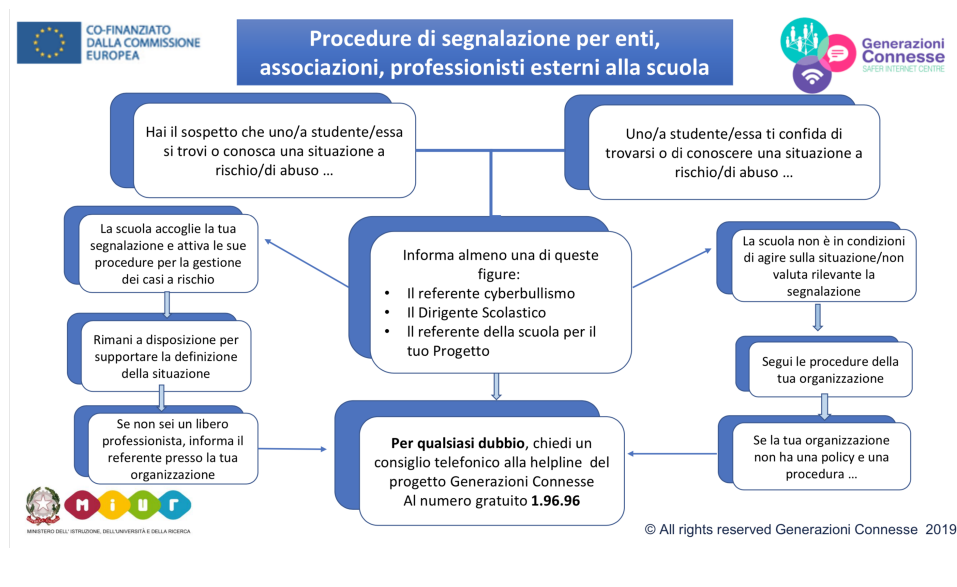 CO-FINANZIATO
DALLA COMMISSIONE
EUROPEA
Procedure di segnalazione per enti,
associazioni, professionisti esterni alla scuola
Generazioni
Connesse
SAFER INTERNET CENTRE
Hai il sospetto che uno/a studente/essa
si trovi o conosca una situazione a
rischio/di abuso ...
Uno/a studente/essa ti confida di
trovarsi o di conoscere una situazione a
rischio/di abuso ...
La scuola accoglie la tua
segnalazione e attiva le sue
procedure per la gestione
dei casi a rischio
Informa almeno una di queste
figure:
• Il referente cyberbullismo
• Il Dirigente Scolastico
• Il referente della scuola per il
tuo Progetto
La scuola non è in condizioni
di agire sulla situazione/non
valuta rilevante la
segnalazione
Rimani a disposizione per
supportare la definizione
della situazione
Segui le procedure della
tua organizzazione
Se non sei un libero
professionista, informa il
referente presso la tua
organizzazione
Per qualsiasi dubbio, chiedi un
consiglio telefonico alla helpline del
progetto Generazioni Connesse
Al numero gratuito 1.96.96
Se la tua organizzazione
non ha una policy e una
procedura ...
miur
MINISTERO DELL' ISTRUZIONE, DELL'UNIVERSITÀ E DELLA RICERCA
© All rights reserved Generazioni Connesse 2019